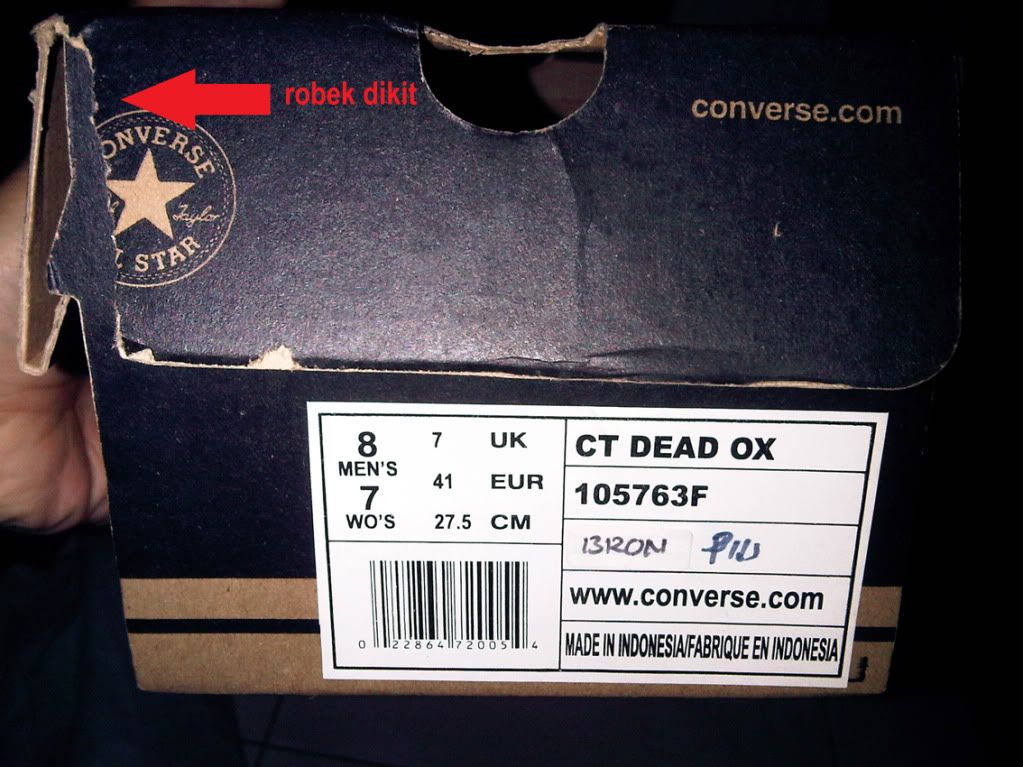 robek dikit
converse.com
CONVERSE
Taylor
STAR
8 7 UK
MEN'S
41 EUR
7
WO'S 27.5 CM
0 22864 72005 4
CT DEAD OX
105763F
BRON
www.converse.com
MADE IN INDONESIA/FABRIQUE EN INDONESIA